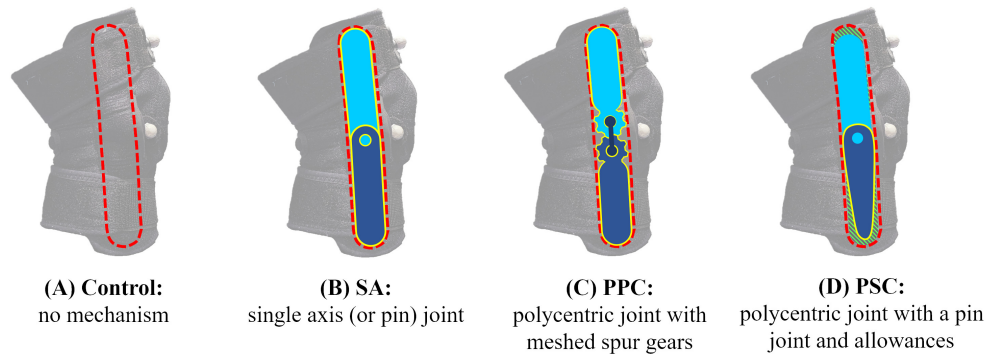 (A) Control:
no mechanism
(B) SA:
single axis (or pin) joint
(C) PPC:
polycentric joint with
meshed spur gears
(D) PSC:
polycentric joint with a pin
joint and allowances